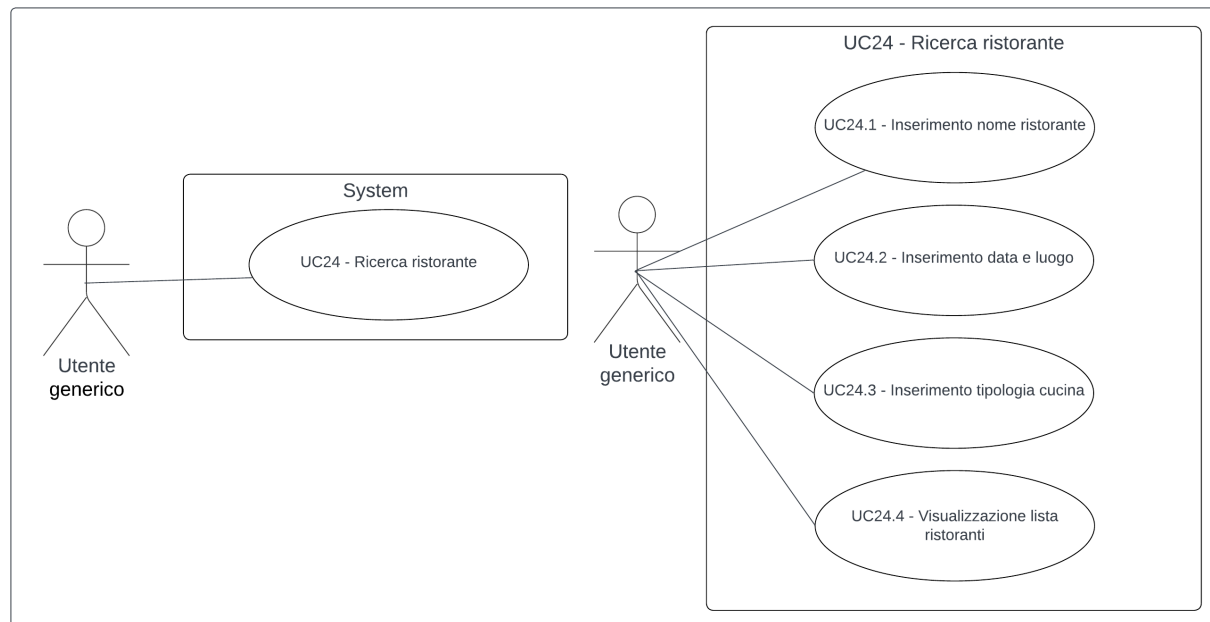 System
UC24 - Ricerca ristorante
Utente
generico
UC24 - Ricerca ristorante
UC24.1 - Inserimento nome ristorante
UC24.2 - Inserimento data e luogo
UC24.3 - Inserimento tipologia cucina
UC24.4 - Visualizzazione lista
ristoranti
Utente
generico